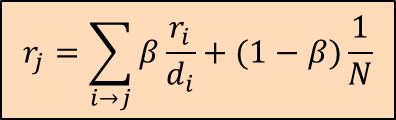 r_j = ∑_{i→j} β r_i/d_i + (1 − β) 1/N